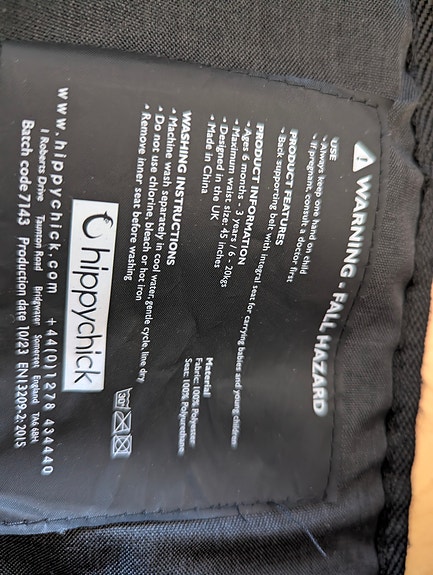 WARNING - FALL HAZARD
USE
• Always keep one hand on child
• If pregnant consult a doctor first
PRODUCT FEATURES
• Back supporting belt with integral seat for carrying babies and young children
PRODUCT INFORMATION
• Ages 6 months - 3 years / 6 - 20kgs
• Maximum waist size: 45 inches
• Designed in the UK
• Made in China
Material
Fabric: 100% Polyester
Seat: 100% Polyurethane
WASHING INSTRUCTIONS
• Machine wash separately in cool water, gentle cycle, line dry
• Do not use chlorine, bleach or hot iron
• Remove inner seat before washing
30°
hippychick
www.hippychick.com +44(0)1278 434440
1 Roberts Drive Taunton Road Bridgwater Somerset England TA6 6BH
Batch code 7143 Production date 10/23 EN13209-2:2015